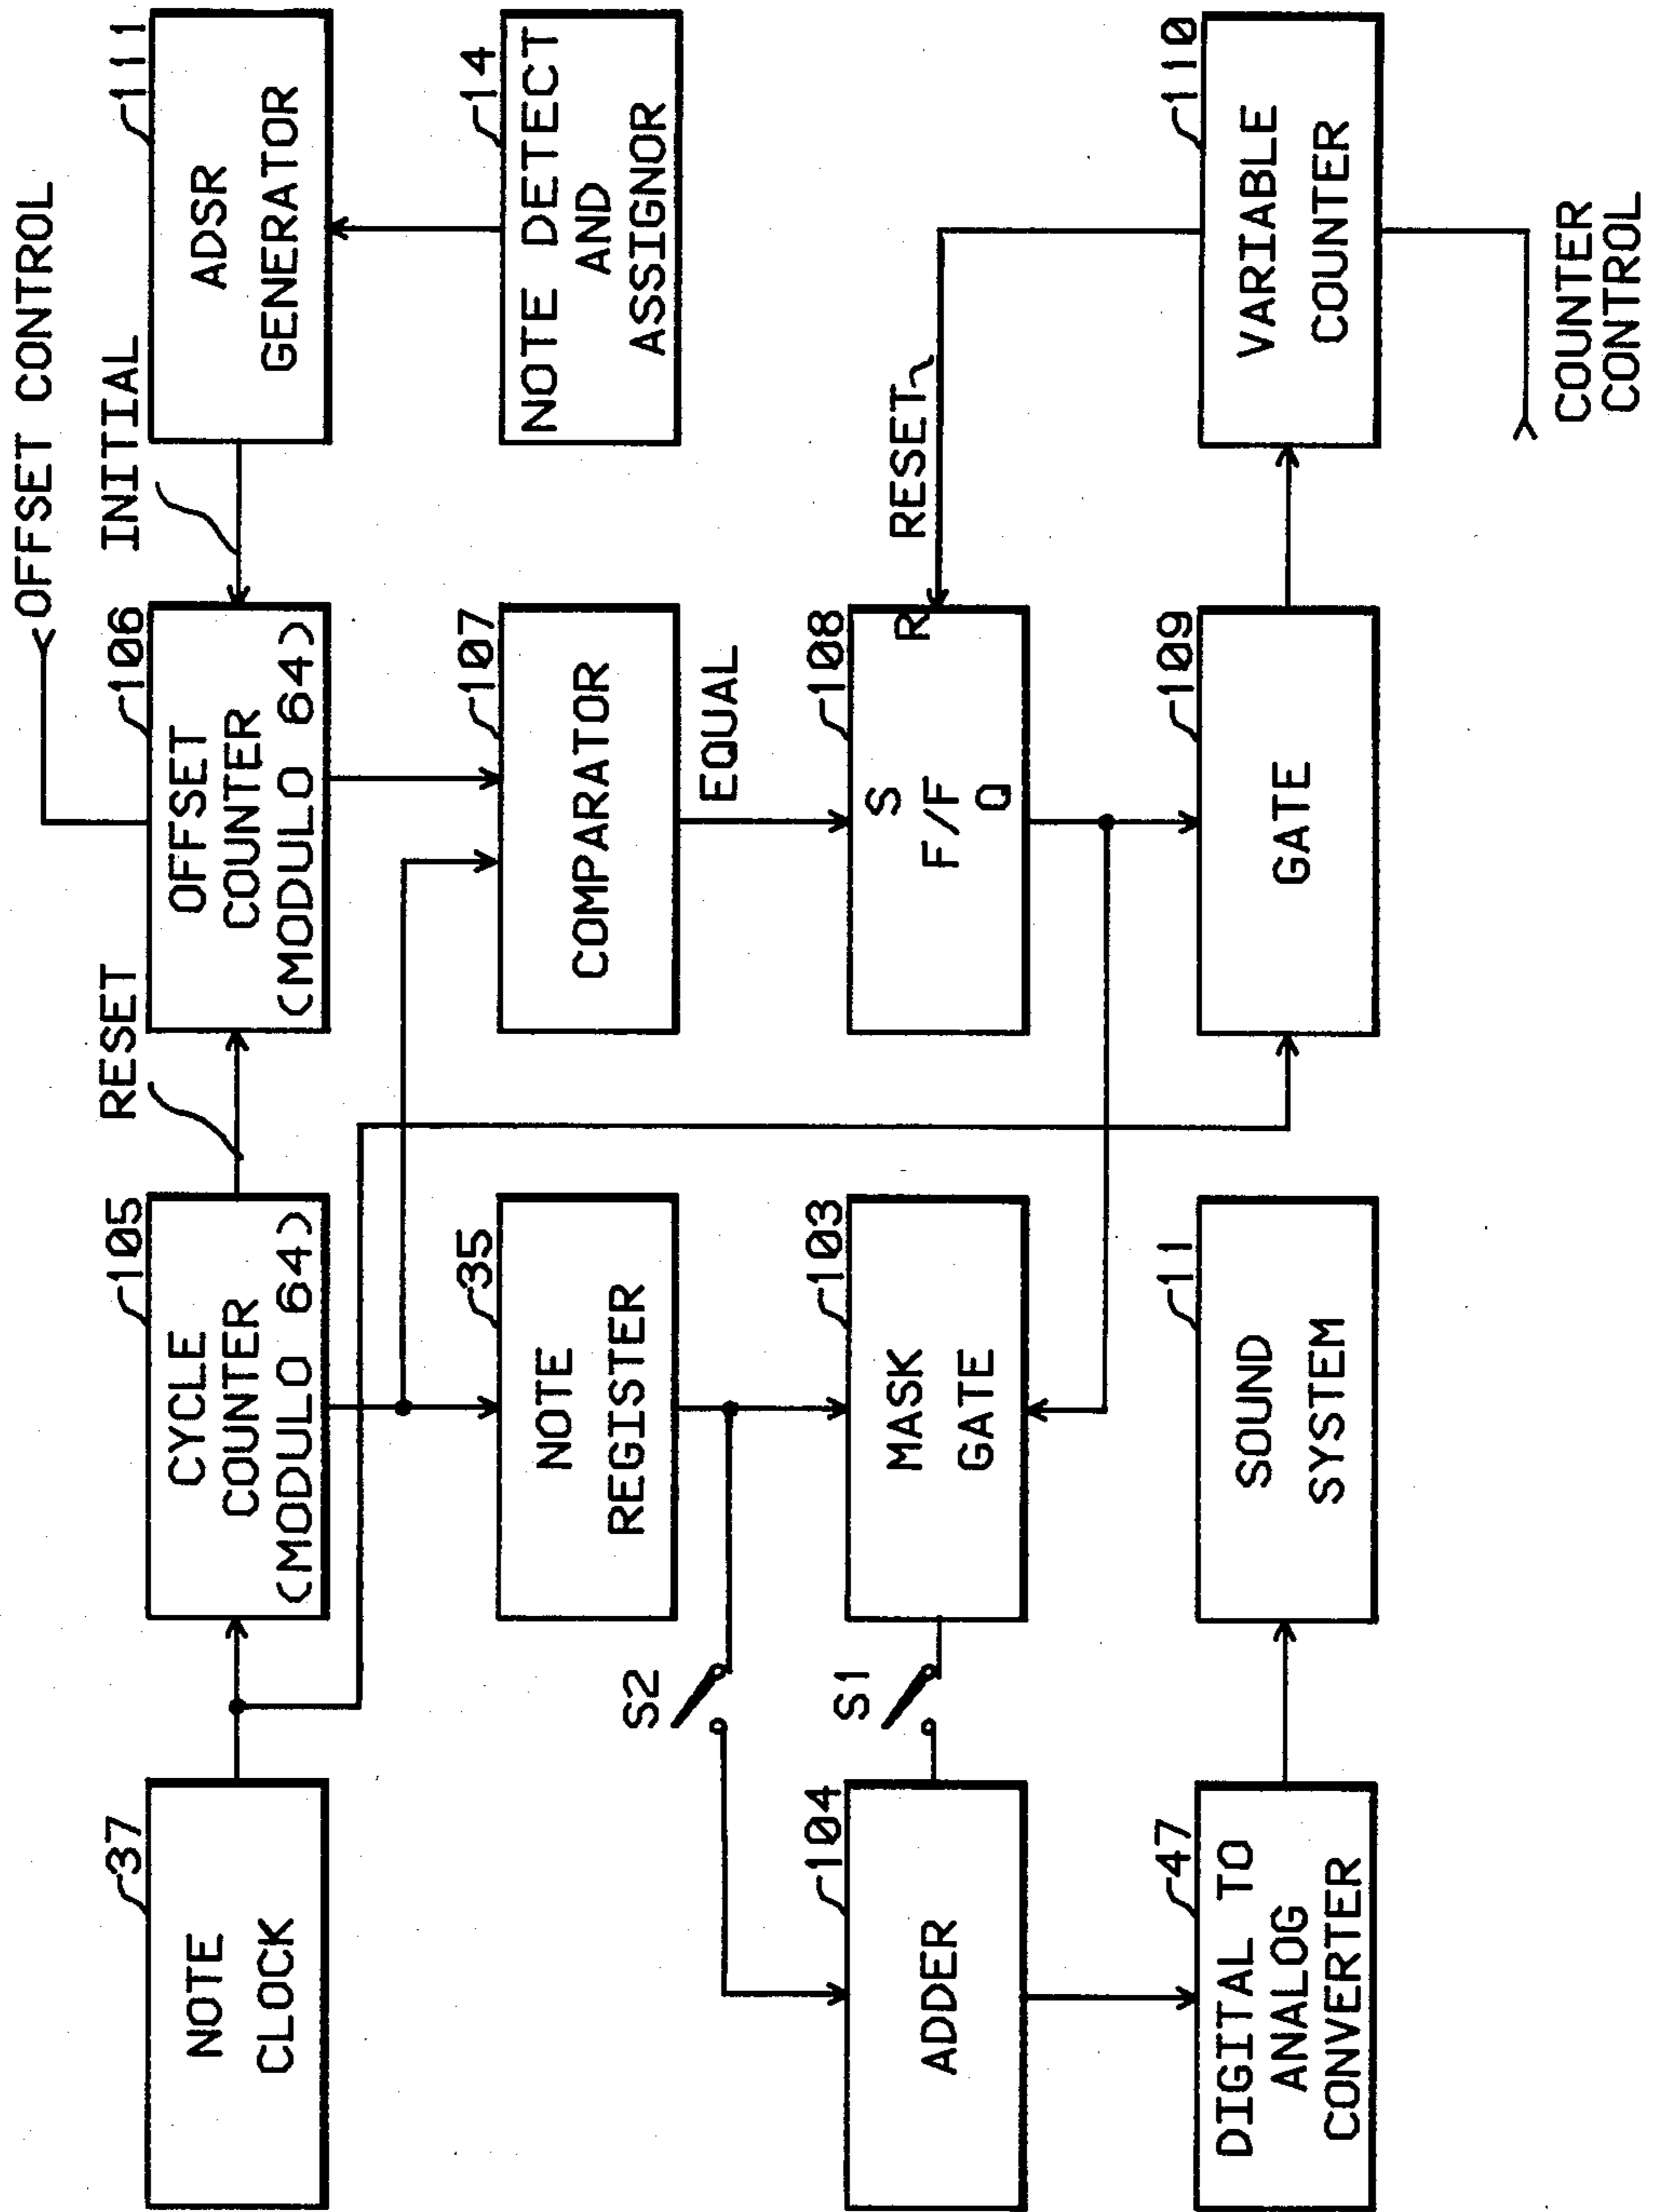 OFFSET CONTROL
37
NOTE
CLOCK
105
CYCLE
COUNTER
(MODULO 64)
RESET
106
OFFSET
COUNTER
(MODULO 64)
INITIAL
111
ADSR
GENERATOR
35
NOTE
REGISTER
107
COMPARATOR
14
NOTE DETECT
AND
ASSIGNOR
S2
EQUAL
104
ADDER
S1
103
MASK
GATE
108
S
F/F
Q
R
RESET
47
DIGITAL TO
ANALOG
CONVERTER
11
SOUND
SYSTEM
109
GATE
110
VARIABLE
COUNTER
COUNTER
CONTROL